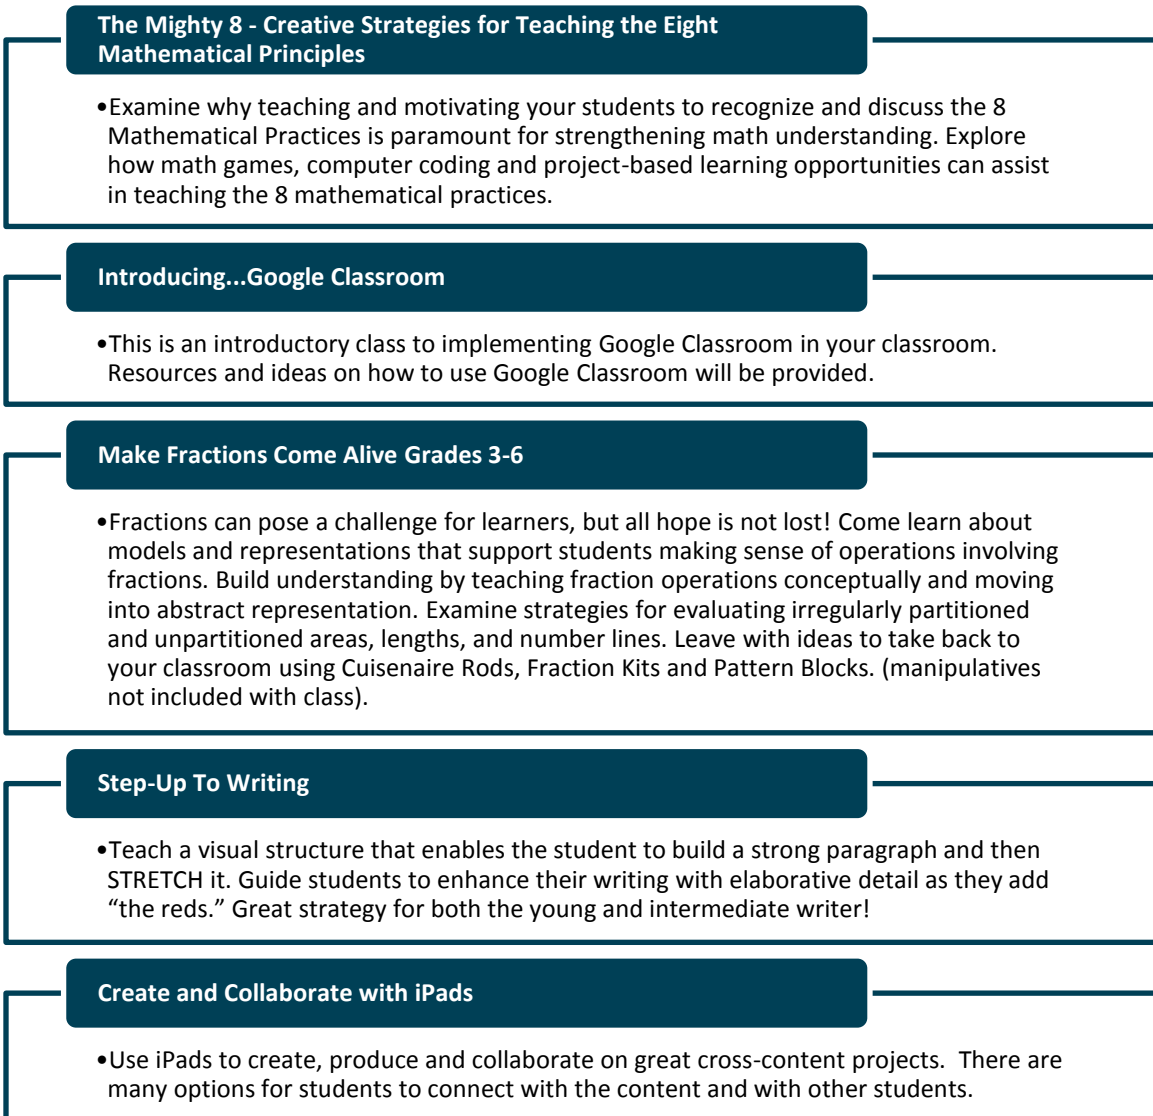 The Mighty 8 - Creative Strategies for Teaching the Eight
Mathematical Principles
•Examine why teaching and motivating your students to recognize and discuss the 8
Mathematical Practices is paramount for strengthening math understanding. Explore
how math games, computer coding and project-based learning opportunities can assist
in teaching the 8 mathematical practices.
Introducing...Google Classroom
•This is an introductory class to implementing Google Classroom in your classroom.
Resources and ideas on how to use Google Classroom will be provided.
Make Fractions Come Alive Grades 3-6
•Fractions can pose a challenge for learners, but all hope is not lost! Come learn about
models and representations that support students making sense of operations involving
fractions. Build understanding by teaching fraction operations conceptually and moving
into abstract representation. Examine strategies for evaluating irregularly partitioned
and unpartitioned areas, lengths, and number lines. Leave with ideas to take back to
your classroom using Cuisenaire Rods, Fraction Kits and Pattern Blocks. (manipulatives
not included with class).
Step-Up To Writing
•Teach a visual structure that enables the student to build a strong paragraph and then
STRETCH it. Guide students to enhance their writing with elaborative detail as they add
“the reds.” Great strategy for both the young and intermediate writer!
Create and Collaborate with iPads
•Use iPads to create, produce and collaborate on great cross-content projects.  There are
many options for students to connect with the content and with other students.